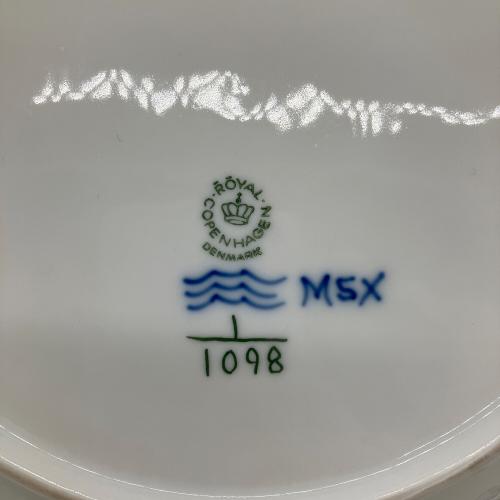 ROYAL
COPENHAGEN
DENMARK
M5X
1
1098